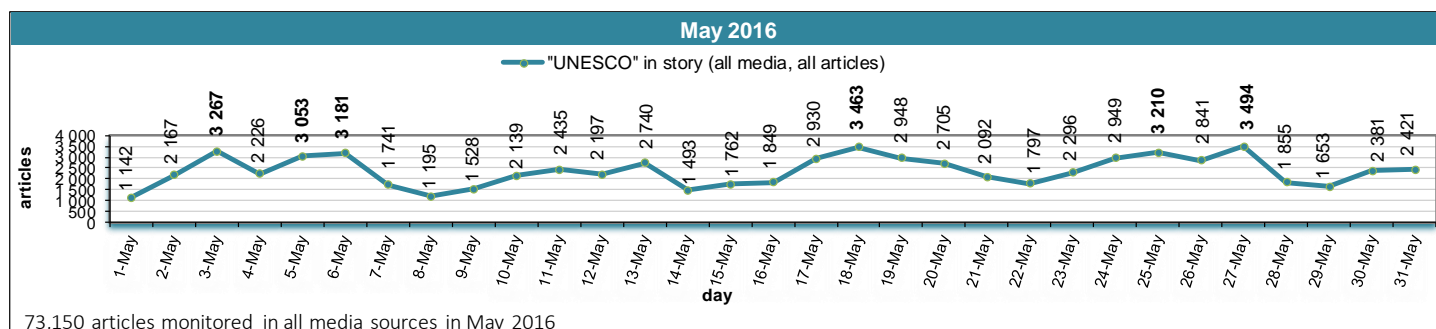 May 2016
"UNESCO" in story (all media, all articles)
1 142
2 167
3 267
2 226
3 053
3 181
1 741
1 195
1 528
2 139
2 435
2 197
2 740
1 493
1 762
1 849
2 930
3 463
2 948
2 705
2 092
1 797
2 296
2 949
3 210
2 841
3 494
1 855
1 653
2 381
2 421
articles
4 000
3 500
3 000
2 500
2 000
1 500
1 000
500
0
1-May
2-May
3-May
4-May
5-May
6-May
7-May
8-May
9-May
10-May
11-May
12-May
13-May
14-May
15-May
16-May
17-May
18-May
19-May
20-May
21-May
22-May
23-May
24-May
25-May
26-May
27-May
28-May
29-May
30-May
31-May
day
73.150 articles monitored in all media sources in May 2016